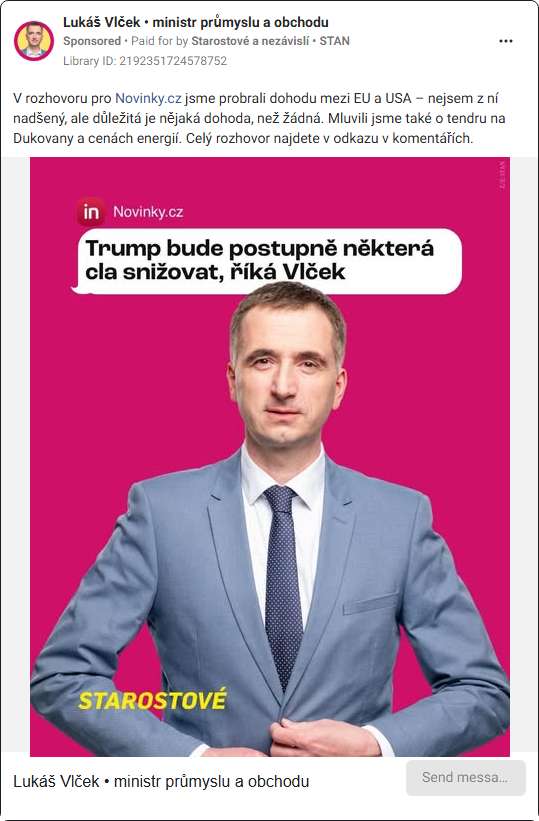 Lukáš Vlček • ministr průmyslu a obchodu
Sponsored • Paid for by Starostové a nezávislí • STAN
Library ID: 2192351724578752
V rozhovoru pro Novinky.cz jsme probrali dohodu mezi EU a USA – nejsem z ní
nadšený, ale důležitá je nějaká dohoda, než žádná. Mluvili jsme také o tendru na
Dukovany a cenách energií. Celý rozhovor najdete v odkazu v komentářích.
in Novinky.cz
Trump bude postupně některá
cla snižovat, říká Vlček
STAROSTOVÉ
Lukáš Vlček • ministr průmyslu a obchodu
Send messa...